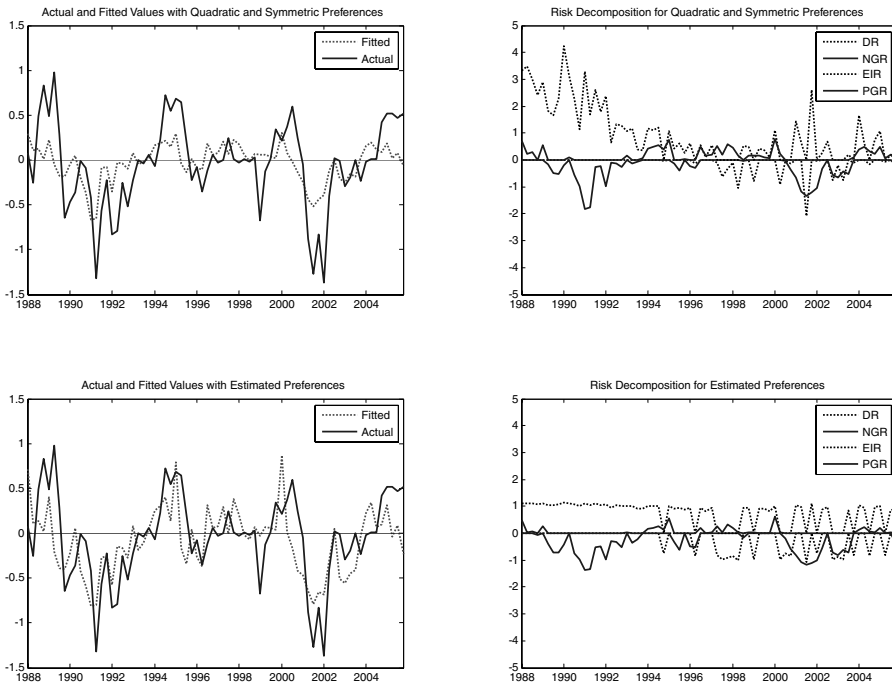 Actual and Fitted Values with Quadratic and Symmetric Preferences
1.5
1
0.5
0
-0.5
-1
-1.5
1988 1990 1992 1994 1996 1998 2000 2002 2004
Fitted
Actual
Risk Decomposition for Quadratic and Symmetric Preferences
5
4
3
2
1
0
-1
-2
-3
-4
-5
1988 1990 1992 1994 1996 1998 2000 2002 2004
DR
NGR
EIR
PGR
Actual and Fitted Values with Estimated Preferences
1.5
1
0.5
0
-0.5
-1
-1.5
1988 1990 1992 1994 1996 1998 2000 2002 2004
Fitted
Actual
Risk Decomposition for Estimated Preferences
5
4
3
2
1
0
-1
-2
-3
-4
-5
1988 1990 1992 1994 1996 1998 2000 2002 2004
DR
NGR
EIR
PGR